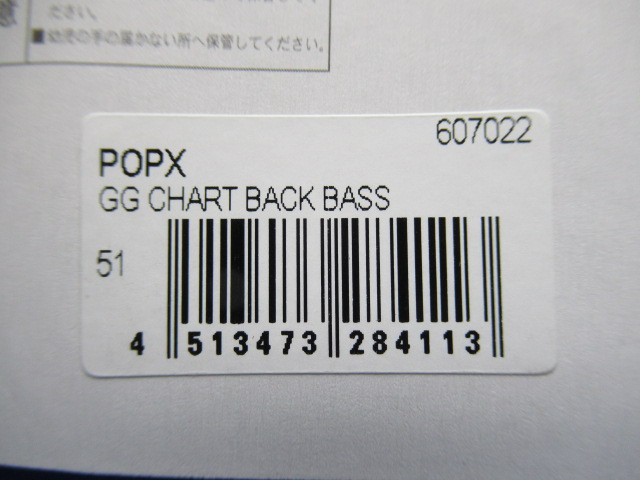 ださい。
■幼児の手の届かない所へ保管してください。
607022
POPX
GG CHART BACK BASS
51
4 513473 284113